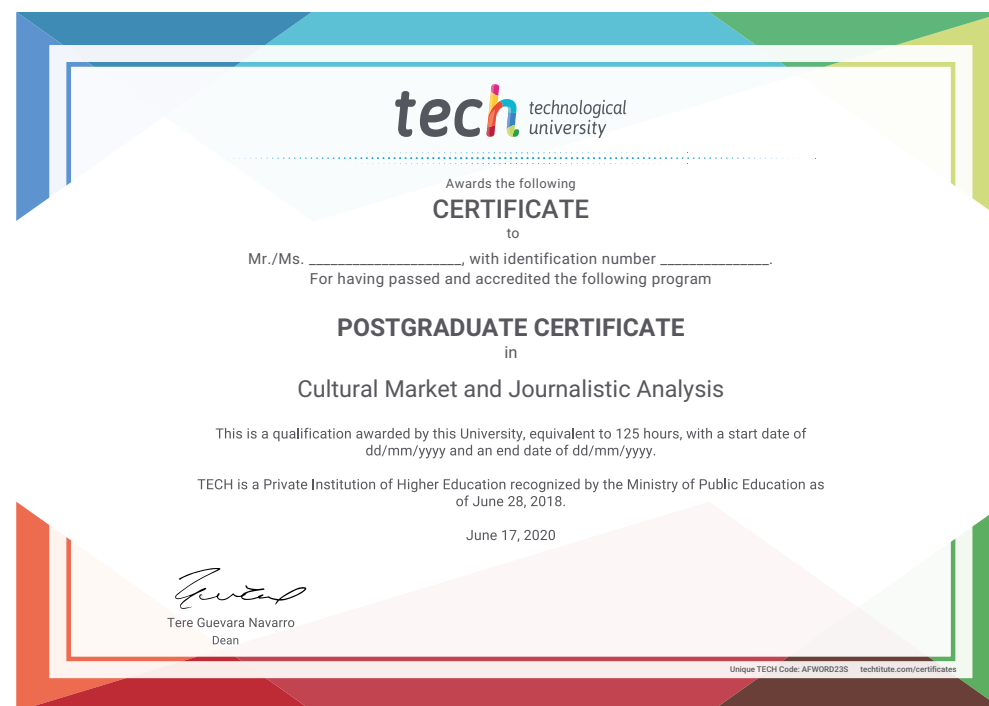 tech technological
university
Awards the following
CERTIFICATE
to
Mr./Ms. _____________________, with identification number _______________.
For having passed and accredited the following program
POSTGRADUATE CERTIFICATE
in
Cultural Market and Journalistic Analysis
This is a qualification awarded by this University, equivalent to 125 hours, with a start date of
dd/mm/yyyy and an end date of dd/mm/yyyy.
TECH is a Private Institution of Higher Education recognized by the Ministry of Public Education as
of June 28, 2018.
June 17, 2020
Tere Guevara Navarro
Dean
Unique TECH Code: AFWORD23S techtitute.com/certificates